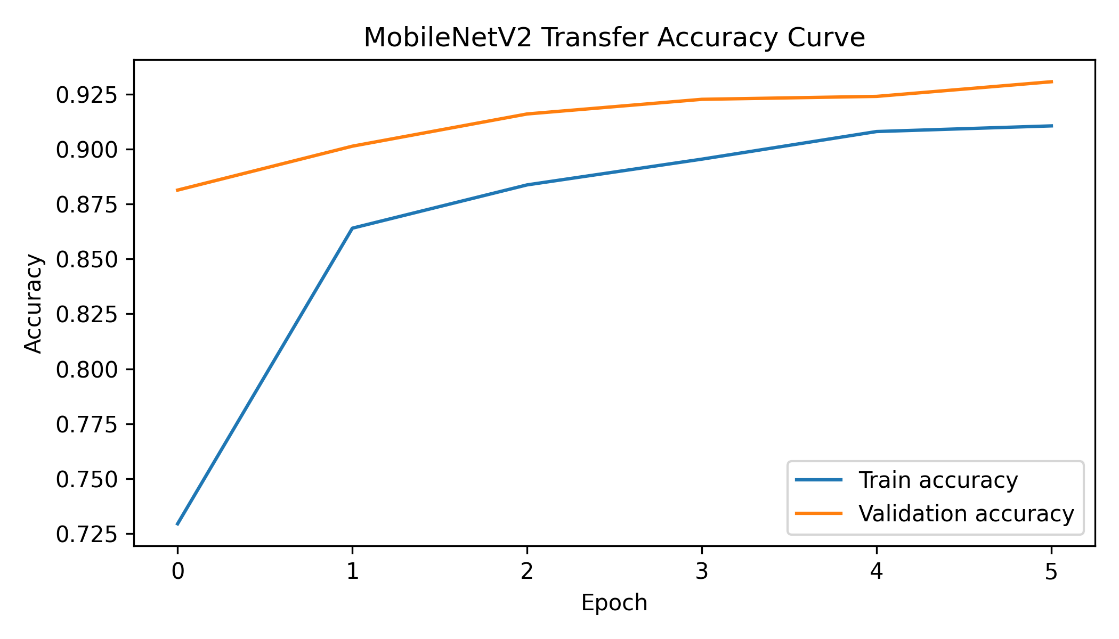 MobileNetV2 Transfer Accuracy Curve
Accuracy
0.925
0.900
0.875
0.850
0.825
0.800
0.775
0.750
0.725
Train accuracy
Validation accuracy
0 1 2 3 4 5
Epoch